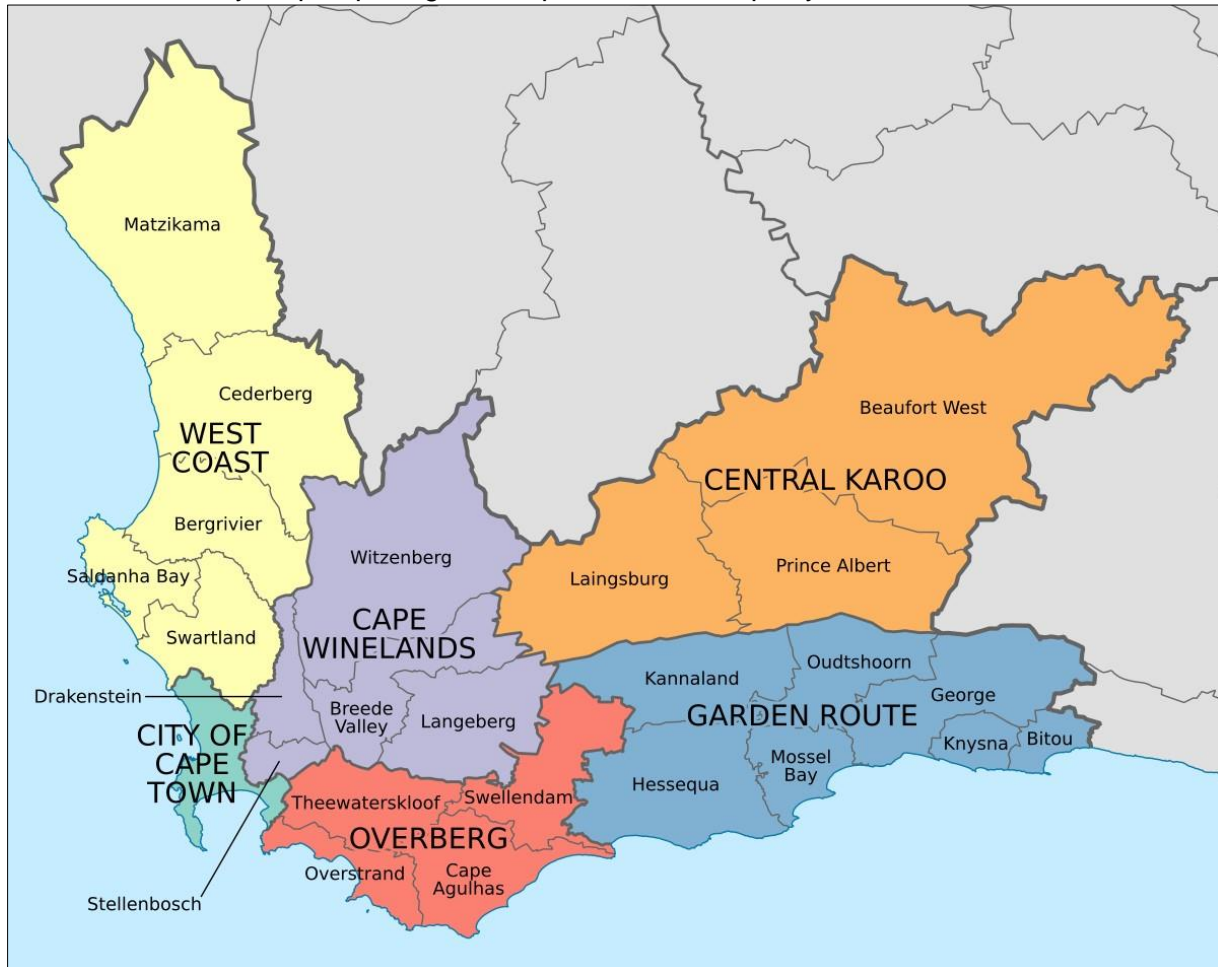 Matzikama
Cederberg
WEST
COAST
Bergrivier
Saldanha Bay
Swartland
Beaufort West
CENTRAL KAROO
Laingsburg
Prince Albert
Witzenberg
CAPE
WINELANDS
Drakenstein
Breede
Valley
Langeberg
Stellenbosch
CITY OF
CAPE
TOWN
Kannaland
Oudtshoorn
George
GARDEN ROUTE
Knysna
Bitou
Mossel
Bay
Hessequa
Theewaterskloof
Swellendam
OVERBERG
Overstrand
Cape
Agulhas